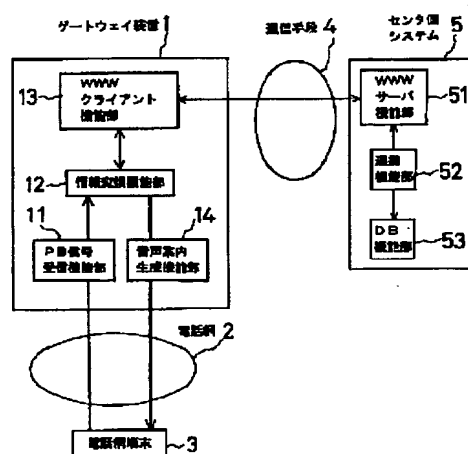 ゲートウェイ装置 1
通信手段 4
センタ側
システム 5
13
WWW
クライアント
機能部
WWW
サーバ
機能部
51
12
情報変換機能部
連動
機能部
52
11
PB信号
受信機能部
14
音声案内
生成機能部
DB
機能部
53
電話網 2
電話網端末
3